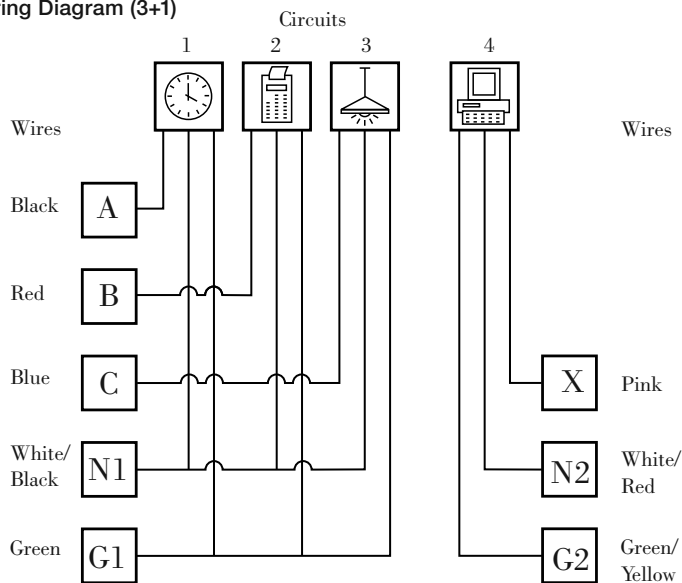 ring Diagram (3+1)
Circuits
1 2 3 4
Wires Wires
Black A
Red B
Blue C
X Pink
White/
Black
N1
N2
White/
Red
Green G1
G2
Green/
Yellow